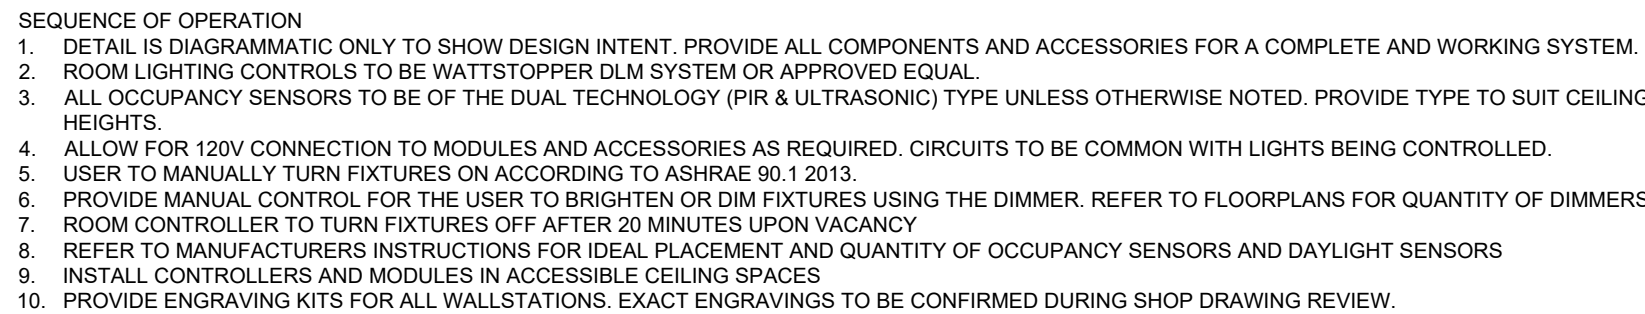 SEQUENCE OF OPERATION
1. DETAIL IS DIAGRAMMATIC ONLY TO SHOW DESIGN INTENT. PROVIDE ALL COMPONENTS AND ACCESSORIES FOR A COMPLETE AND WORKING SYSTEM.
2. ROOM LIGHTING CONTROLS TO BE WATTSTOPPER DLM SYSTEM OR APPROVED EQUAL.
3. ALL OCCUPANCY SENSORS TO BE OF THE DUAL TECHNOLOGY (PIR & ULTRASONIC) TYPE UNLESS OTHERWISE NOTED. PROVIDE TYPE TO SUIT CEILING
HEIGHTS.
4. ALLOW FOR 120V CONNECTION TO MODULES AND ACCESSORIES AS REQUIRED. CIRCUITS TO BE COMMON WITH LIGHTS BEING CONTROLLED.
5. USER TO MANUALLY TURN FIXTURES ON ACCORDING TO ASHRAE 90.1 2013.
6. PROVIDE MANUAL CONTROL FOR THE USER TO BRIGHTEN OR DIM FIXTURES USING THE DIMMER. REFER TO FLOORPLANS FOR QUANTITY OF DIMMERS
7. ROOM CONTROLLER TO TURN FIXTURES OFF AFTER 20 MINUTES UPON VACANCY
8. REFER TO MANUFACTURERS INSTRUCTIONS FOR IDEAL PLACEMENT AND QUANTITY OF OCCUPANCY SENSORS AND DAYLIGHT SENSORS
9. INSTALL CONTROLLERS AND MODULES IN ACCESSIBLE CEILING SPACES
10. PROVIDE ENGRAVING KITS FOR ALL WALLSTATIONS. EXACT ENGRAVINGS TO BE CONFIRMED DURING SHOP DRAWING REVIEW.